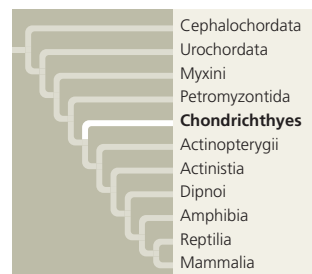 Cephalochordata
Urochordata
Myxini
Petromyzontida
Chondrichthyes
Actinopterygii
Actinistia
Dipnoi
Amphibia
Reptilia
Mammalia